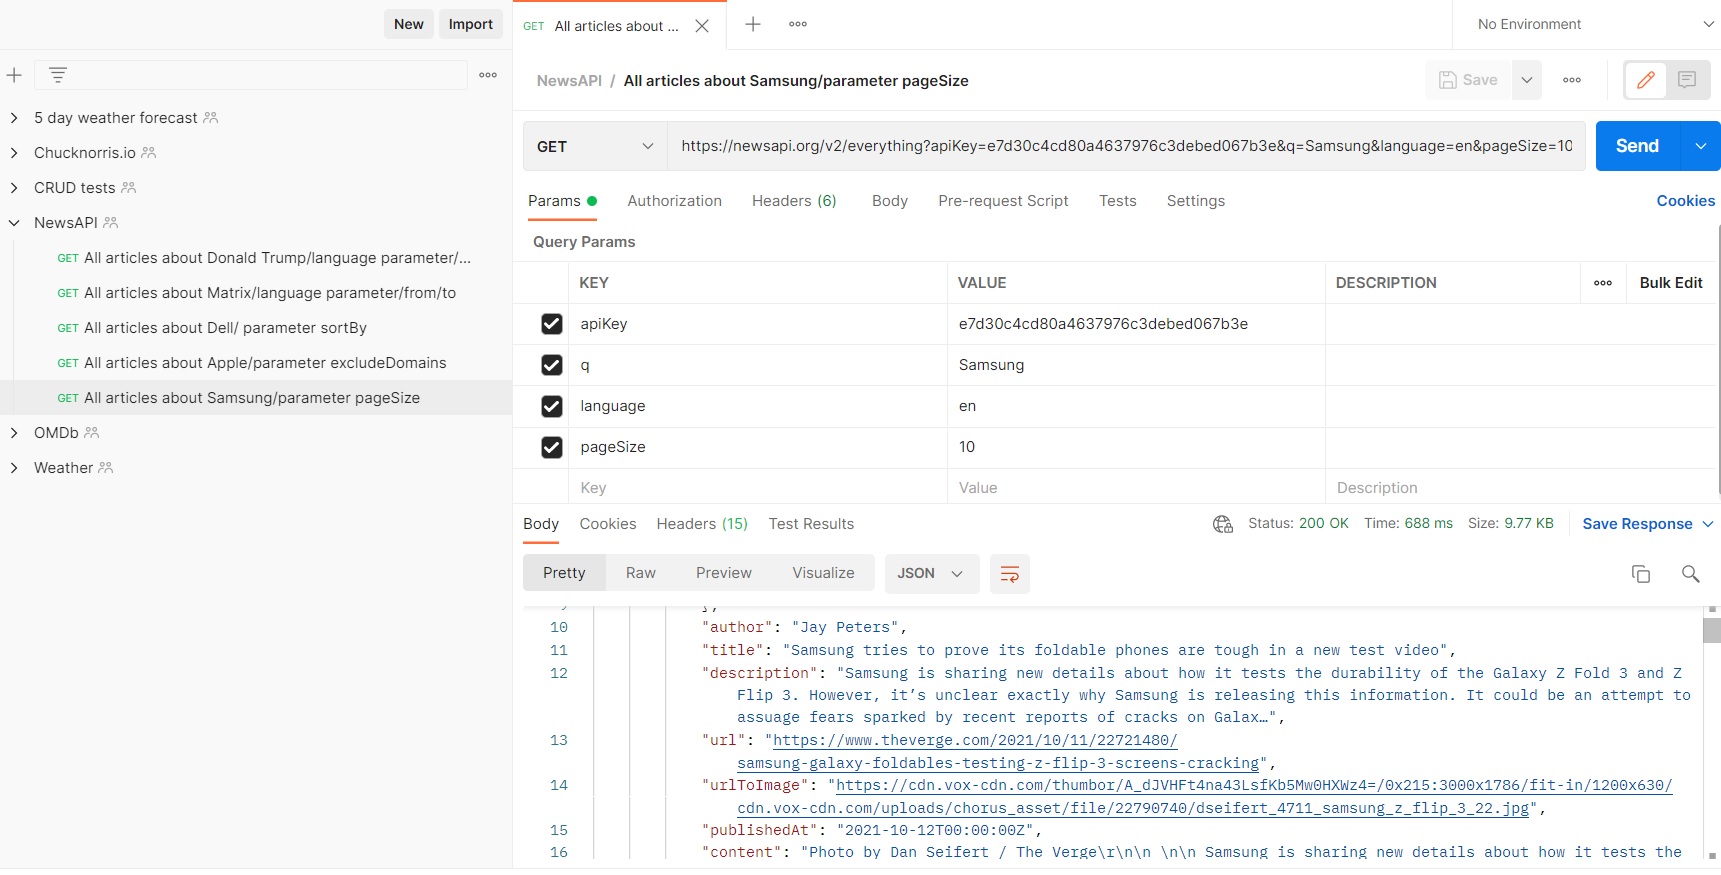 New Import
GET All articles about ... 
No Environment
NewsAPI / All articles about Samsung/parameter pageSize
Save
5 day weather forecast
Chucknorris.io
CRUD tests
NewsAPI
GET All articles about Donald Trump/language parameter/...
GET All articles about Matrix/language parameter/from/to
GET All articles about Dell/ parameter sortBy
GET All articles about Apple/parameter excludeDomains
GET All articles about Samsung/parameter pageSize
OMDb
Weather
GET https://newsapi.org/v2/everything?apiKey=e7d30c4cd80a4637976c3debed067b3e&q=Samsung&language=en&pageSize=10 Send
Params Authorization Headers (6) Body Pre-request Script Tests Settings Cookies
Query Params
KEY VALUE DESCRIPTION Bulk Edit
apiKey e7d30c4cd80a4637976c3debed067b3e
q Samsung
language en
pageSize 10
Key Value Description
Body Cookies Headers (15) Test Results Status: 200 OK Time: 688 ms Size: 9.77 KB Save Response
Pretty Raw Preview Visualize JSON
},
10 "author": "Jay Peters",
11 "title": "Samsung tries to prove its foldable phones are tough in a new test video",
12 "description": "Samsung is sharing new details about how it tests the durability of the Galaxy Z Fold 3 and Z
Flip 3. However, it’s unclear exactly why Samsung is releasing this information. It could be an attempt to
assuage fears sparked by recent reports of cracks on Galax…",
13 "url": "https://www.theverge.com/2021/10/11/22721480/
samsung-galaxy-foldables-testing-z-flip-3-screens-cracking",
14 "urlToImage": "https://cdn.vox-cdn.com/thumbor/A_dJVHFt4na43LsfKb5Mw0HXWz4=/0x215:3000x1786/fit-in/1200x630/
cdn.vox-cdn.com/uploads/chorus_asset/file/22790740/dseifert_4711_samsung_z_flip_3_22.jpg",
15 "publishedAt": "2021-10-12T00:00:00Z",
16 "content": "Photo by Dan Seifert / The Verge\r\n\n \n\n Samsung is sharing new details about how it tests the